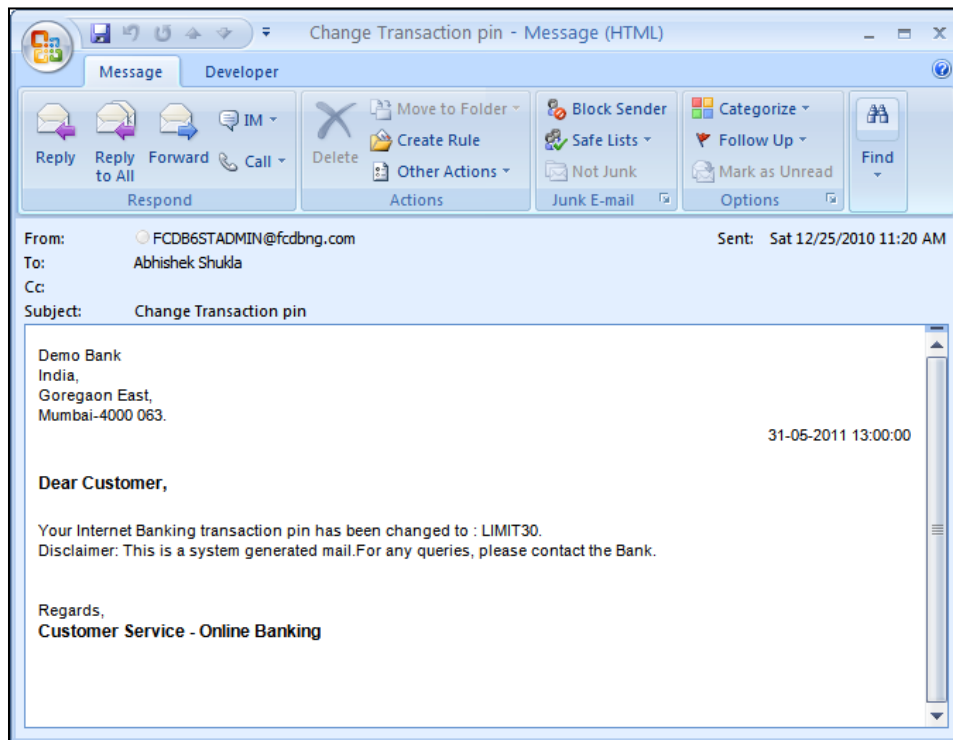 Change Transaction pin - Message (HTML)
Message Developer
Reply
Reply to All
Forward
IM
Call
Respond
Delete
Move to Folder
Create Rule
Other Actions
Actions
Block Sender
Safe Lists
Not Junk
Junk E-mail
Categorize
Follow Up
Mark as Unread
Options
Find
From: FCDB6STADMIN@fcdbng.com Sent: Sat 12/25/2010 11:20 AM
To: Abhishek Shukla
Cc:
Subject: Change Transaction pin
Demo Bank
India,
Goregaon East,
Mumbai-4000 063.
31-05-2011 13:00:00
Dear Customer,
Your Internet Banking transaction pin has been changed to : LIMIT30.
Disclaimer: This is a system generated mail.For any queries, please contact the Bank.
Regards,
Customer Service - Online Banking